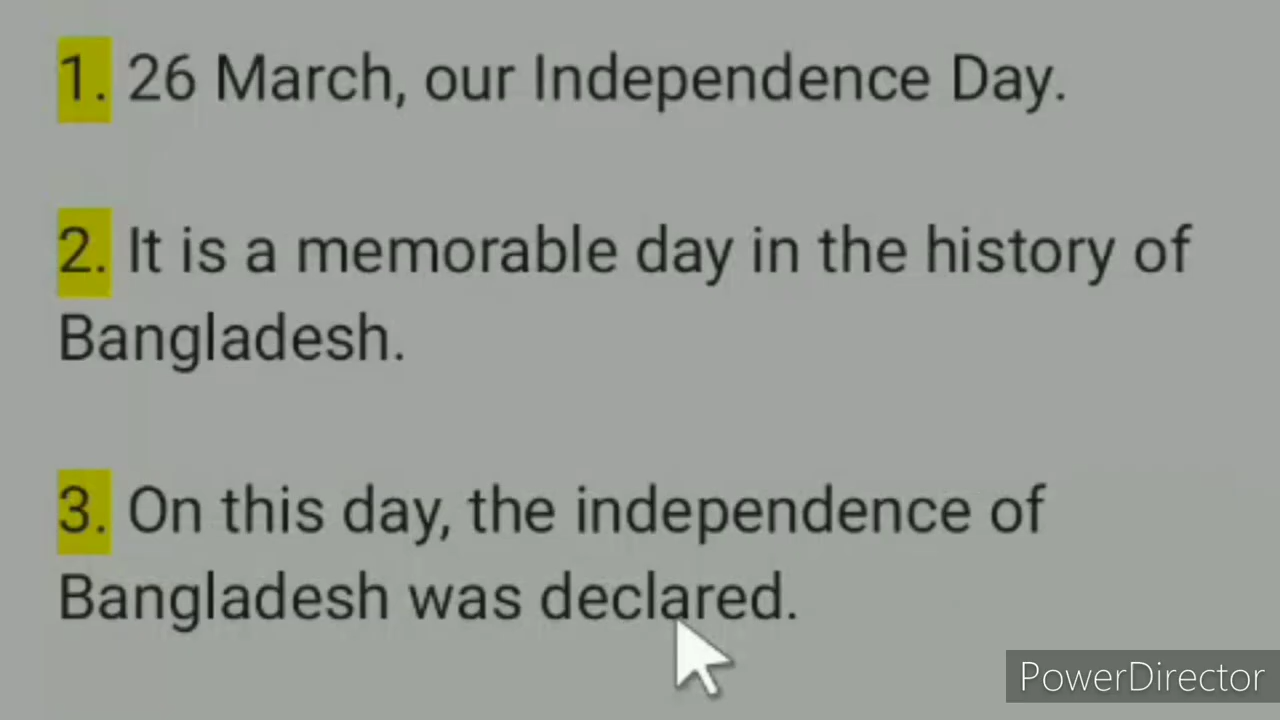 1. 26 March, our Independence Day.
2. It is a memorable day in the history of
Bangladesh.
3. On this day, the independence of
Bangladesh was declared.
PowerDirector